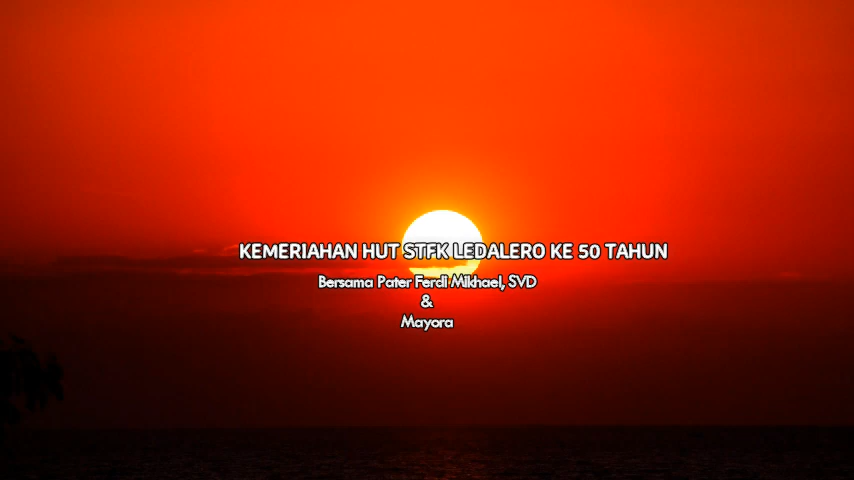 KEMERIAHAN HUT STFK LEDALERO KE 50 TAHUN
Bersama Pater Ferdi Mikhael, SVD
&
Mayora